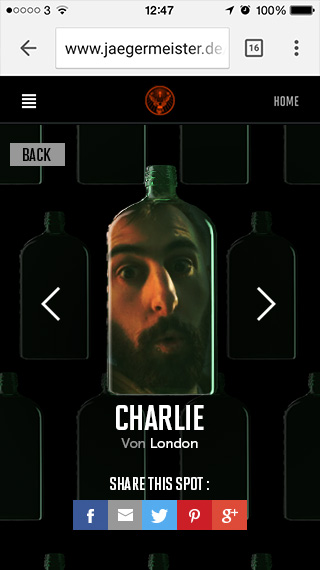 3 12:47 100%
www.jaegermeister.de
16
HOME
BACK
CHARLIE
Von London
SHARE THIS SPOT :
f g+